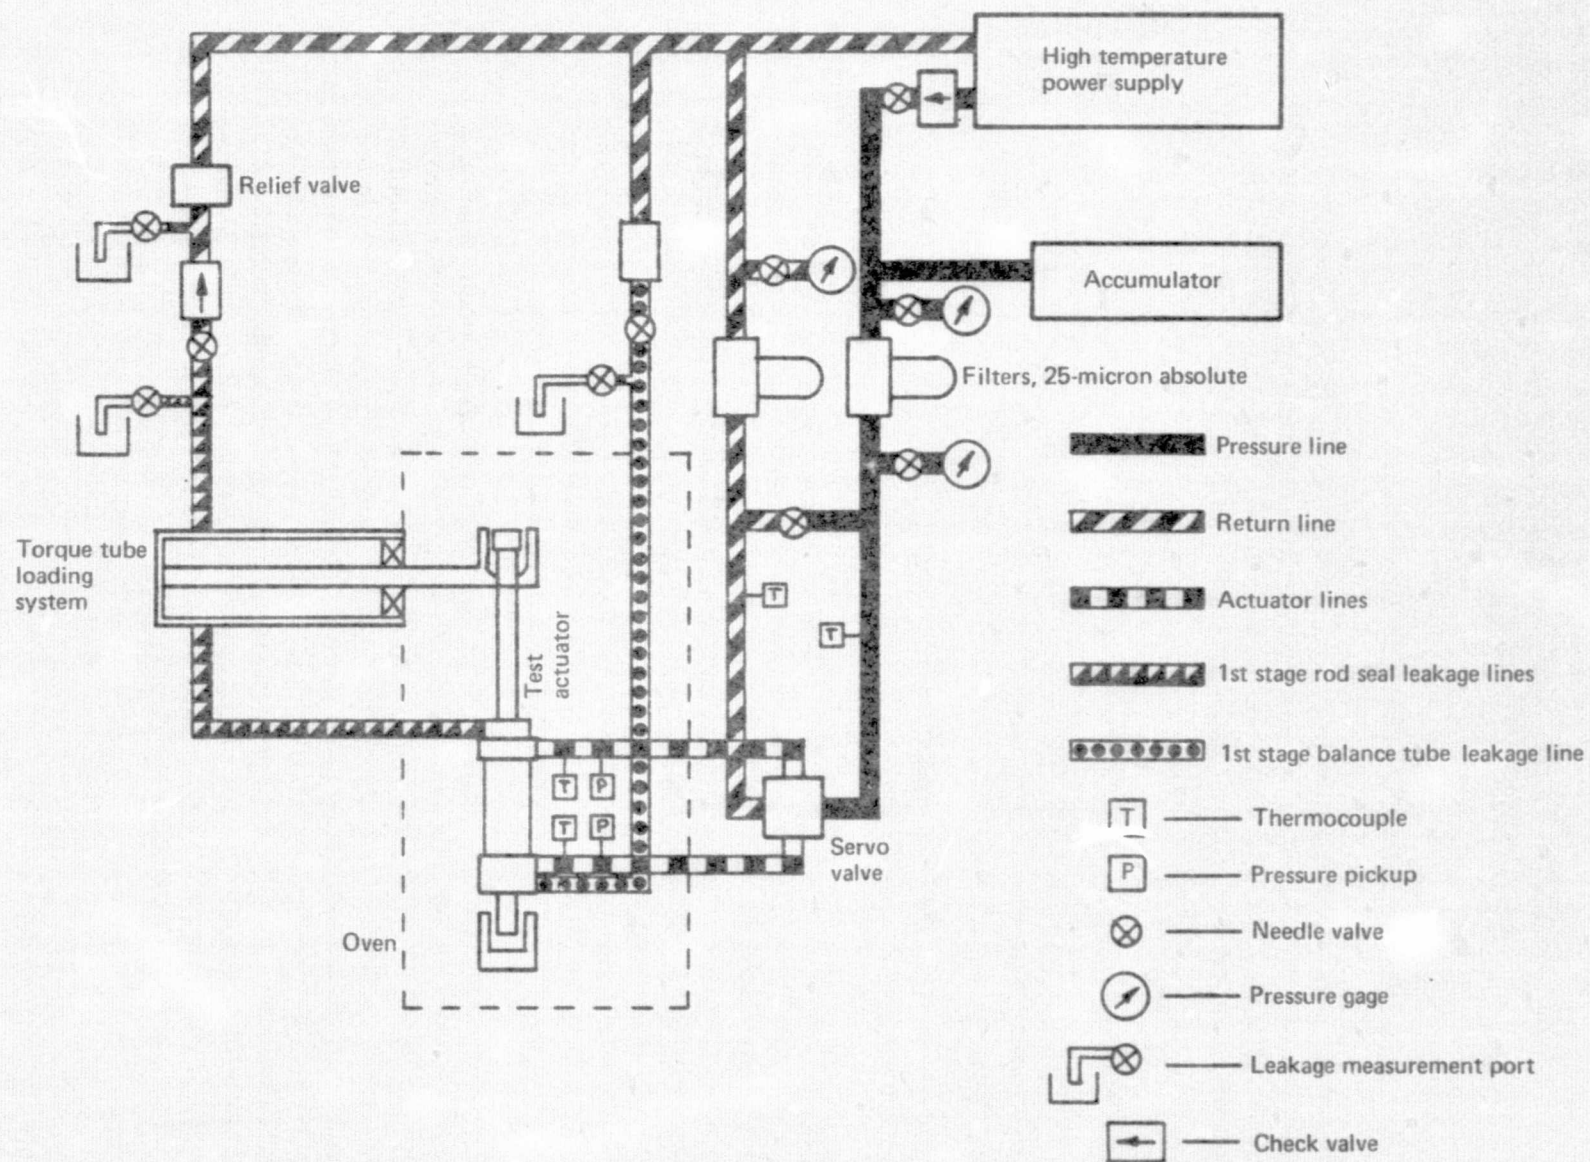 High temperature
power supply
Relief valve
Accumulator
Filters, 25-micron absolute
Pressure line
Return line
Torque tube
loading
system
Test
actuator
Actuator lines
T
T
1st stage rod seal leakage lines
1st stage balance tube leakage line
T P
T P
Servo
valve
Oven
T Thermocouple
P Pressure pickup
Needle valve
Pressure gage
Leakage measurement port
Check valve